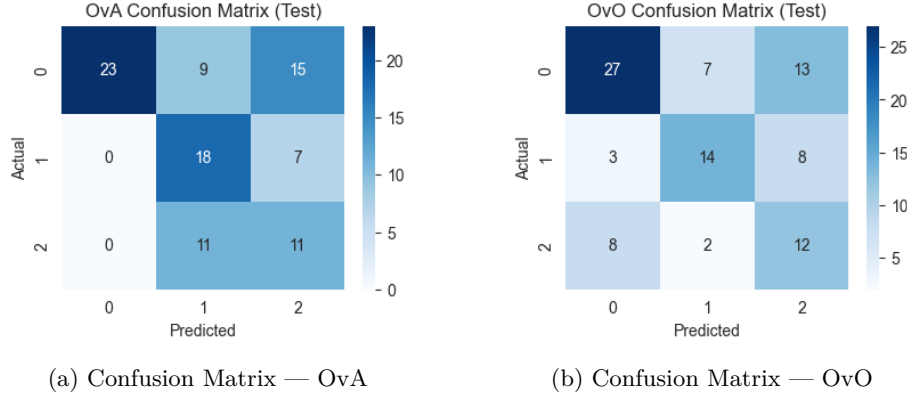 OvA Confusion Matrix (Test)
0 23 9 15
1 0 18 7
2 0 11 11
0 1 2
Actual
Predicted
20
15
10
5
0
(a) Confusion Matrix — OvA
OvO Confusion Matrix (Test)
0 27 7 13
1 3 14 8
2 8 2 12
0 1 2
Actual
Predicted
25
20
15
10
5
(b) Confusion Matrix — OvO